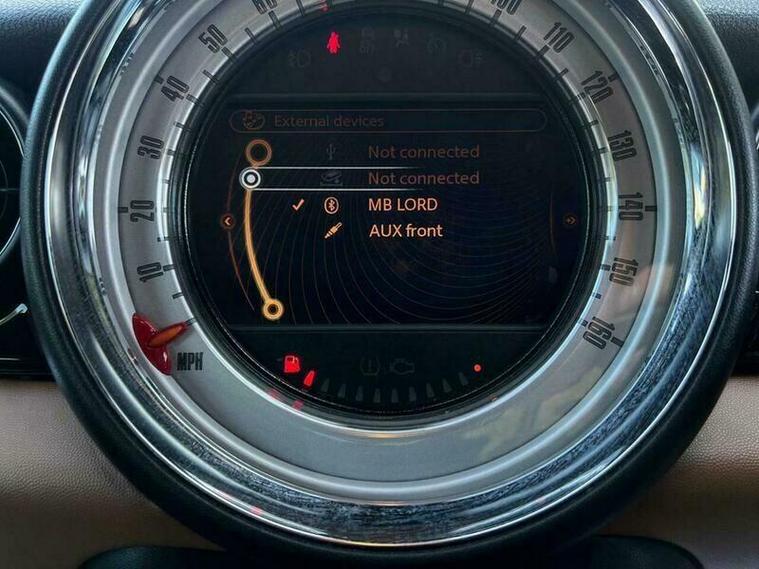 External devices
Not connected
Not connected
MB LORD
AUX front
10
20
30
40
50
100
110
120
130
140
150
160
MPH